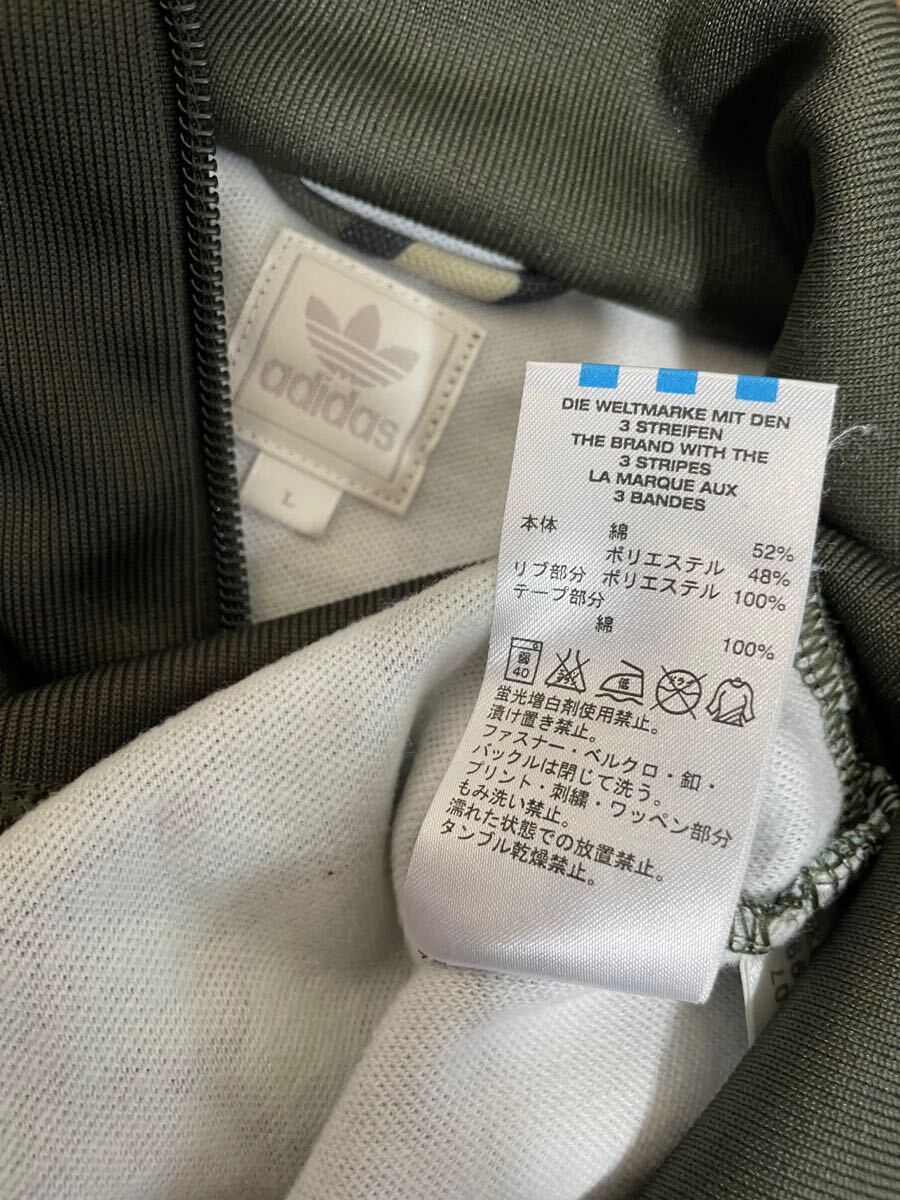 adidas
L
DIE WELTMARKE MIT DEN
3 STREIFEN
THE BRAND WITH THE
3 STRIPES
LA MARQUE AUX
3 BANDES
本体 綿 52%
ポリエステル 48%
リブ部分 ポリエステル 100%
テープ部分
綿 100%
弱
40
低
蛍光増白剤使用禁止。
漬け置き禁止。
ファスナー・ベルクロ・釦・
バックルは閉じて洗う。
プリント・刺繍・ワッペン部分
もみ洗い禁止。
濡れた状態での放置禁止。
タンブル乾燥禁止。